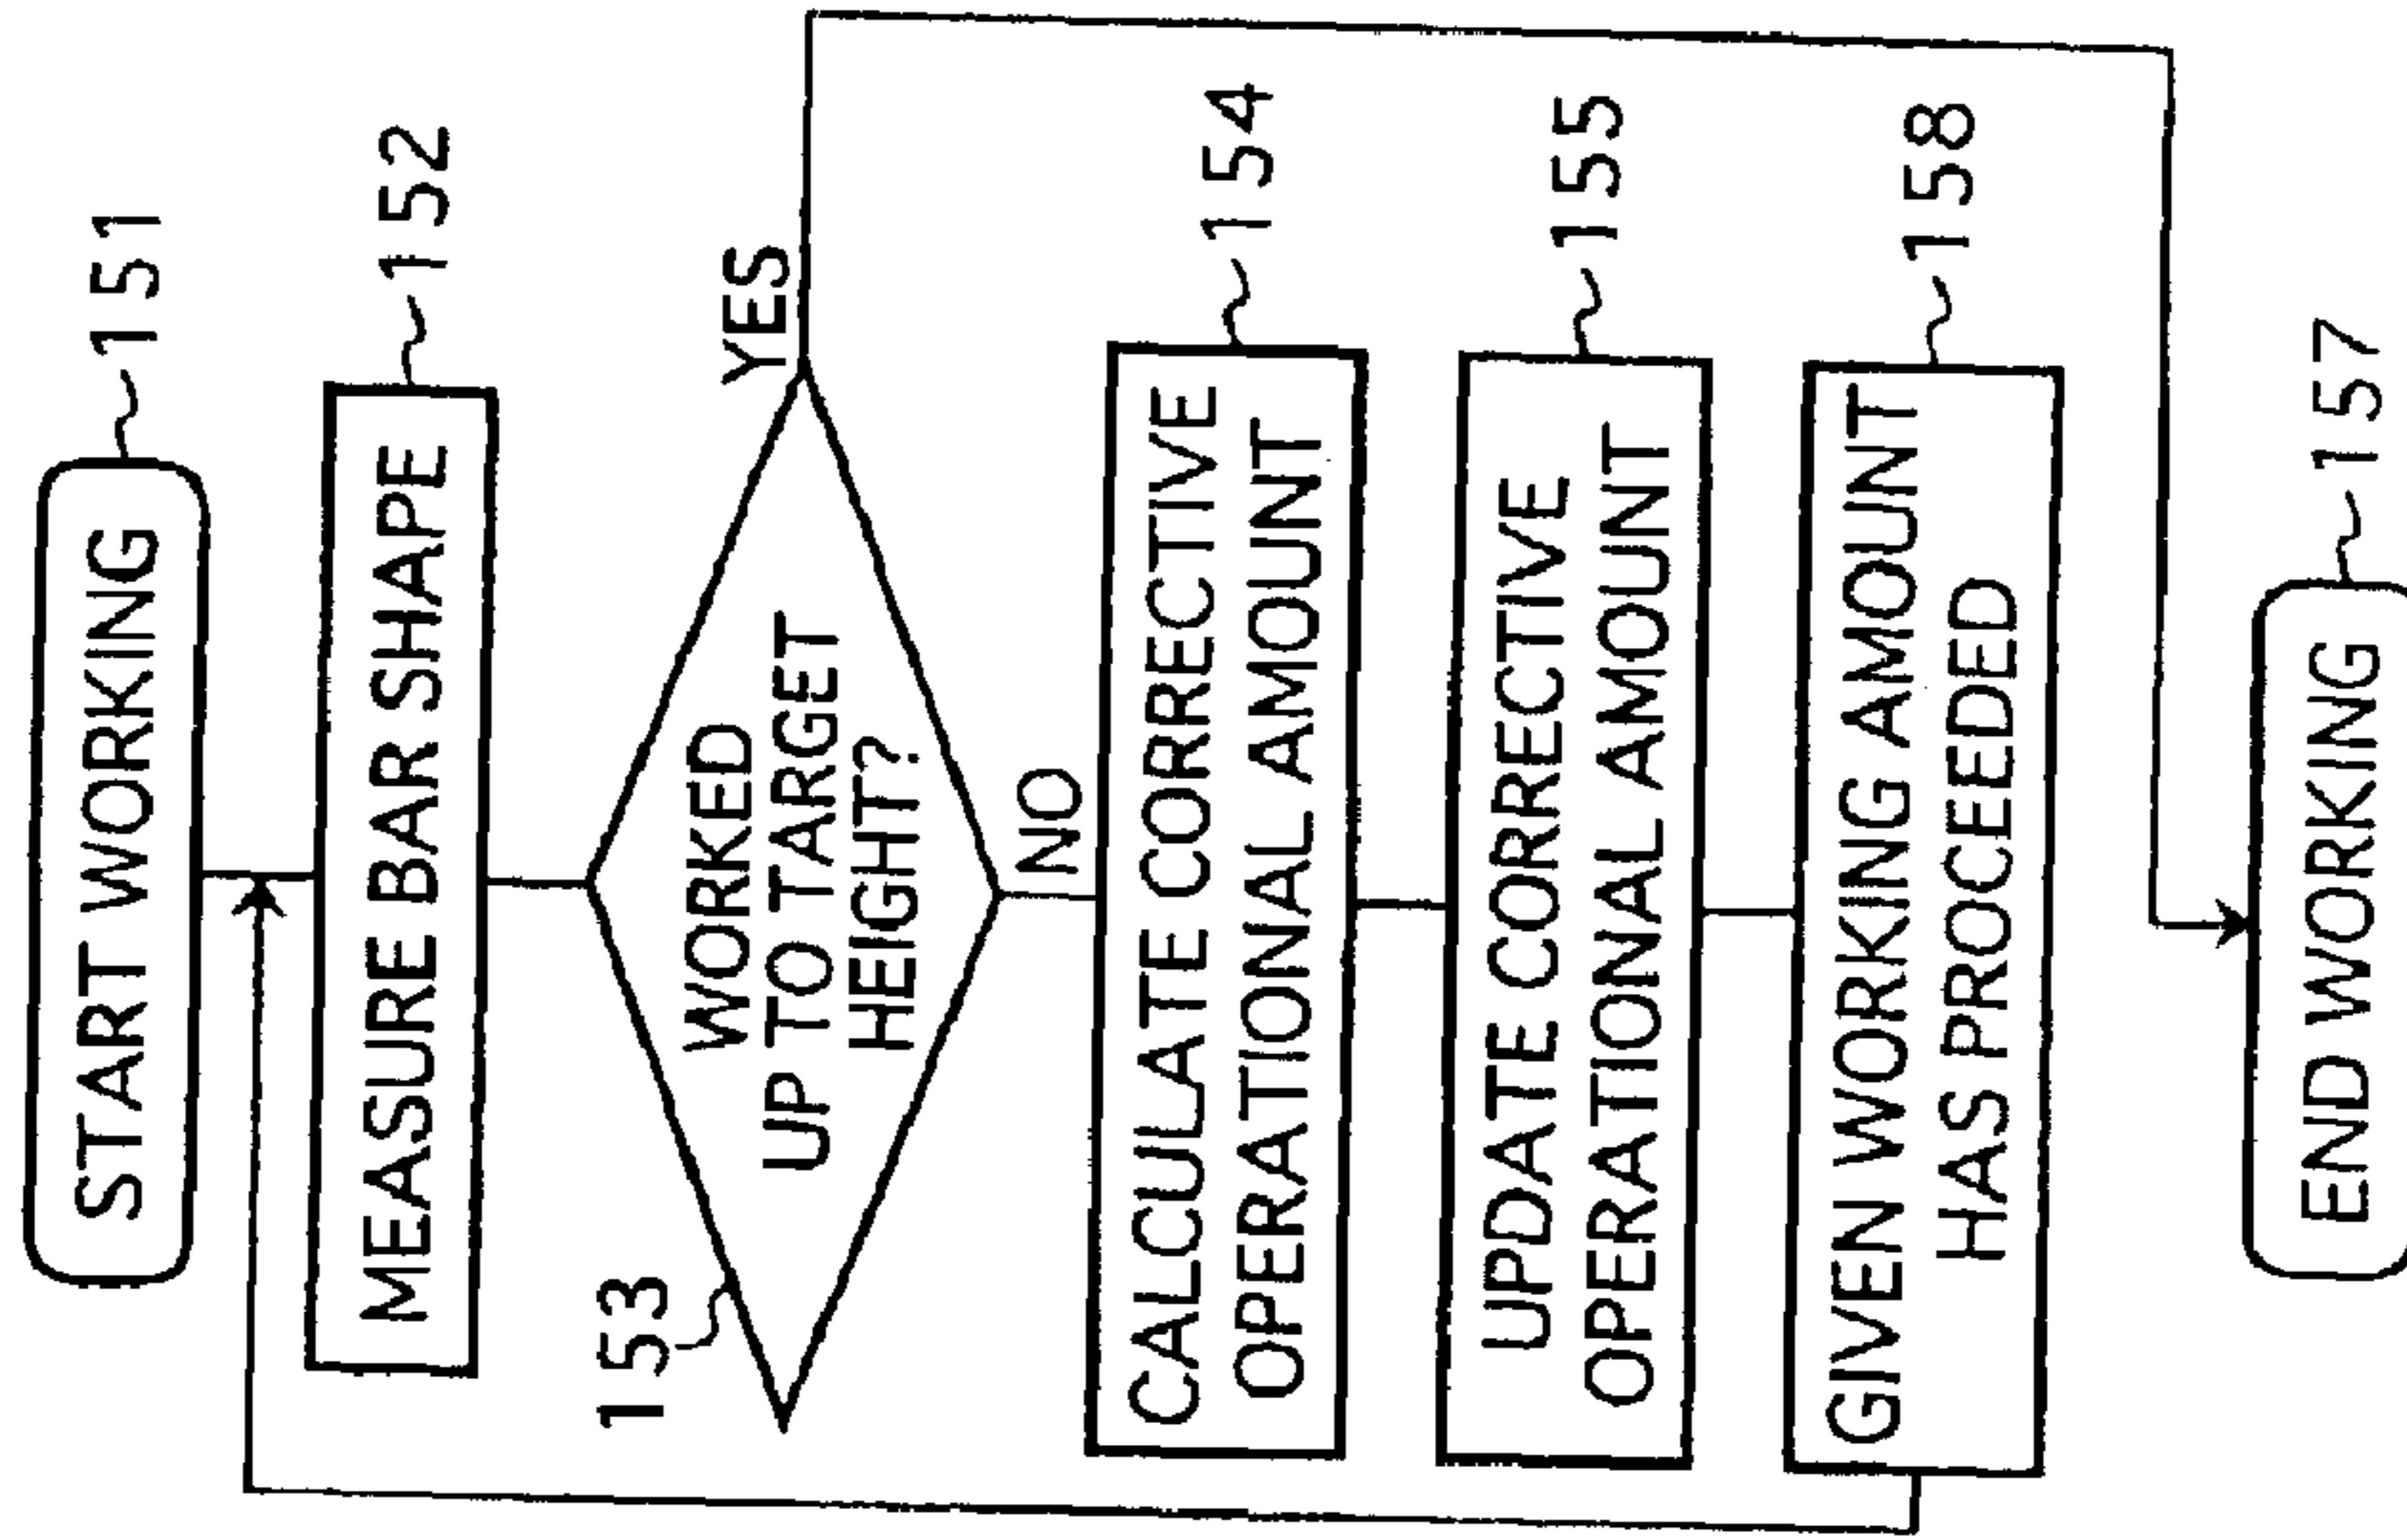 START WORKING
151
MEASURE BAR SHAPE
152
153
WORKED
UP TO TARGET
HEIGHT?
YES
NO
CALCULATE CORRECTIVE
OPERATIONAL AMOUNT
154
UPDATE CORRECTIVE
OPERATIONAL AMOUNT
155
GIVEN WORKING AMOUNT
HAS PROCEEDED
158
END WORKING
157